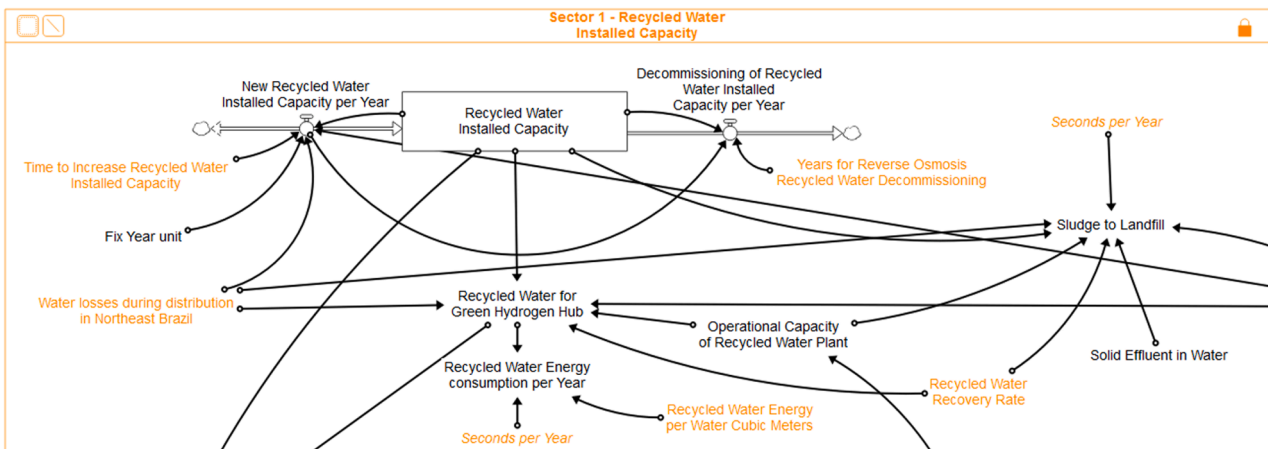 Sector 1 - Recycled Water
Installed Capacity
New Recycled Water
Installed Capacity per Year
Recycled Water
Installed Capacity
Decommissioning of Recycled
Water Installed
Capacity per Year
Seconds per Year
Time to Increase Recycled Water
Installed Capacity
Years for Reverse Osmosis
Recycled Water Decommissioning
Fix Year unit
Sludge to Landfill
Water losses during distribution
in Northeast Brazil
Recycled Water for
Green Hydrogen Hub
Operational Capacity
of Recycled Water Plant
Solid Effluent in Water
Recycled Water Energy
consumption per Year
Recycled Water
Recovery Rate
Recycled Water Energy
per Water Cubic Meters
Seconds per Year